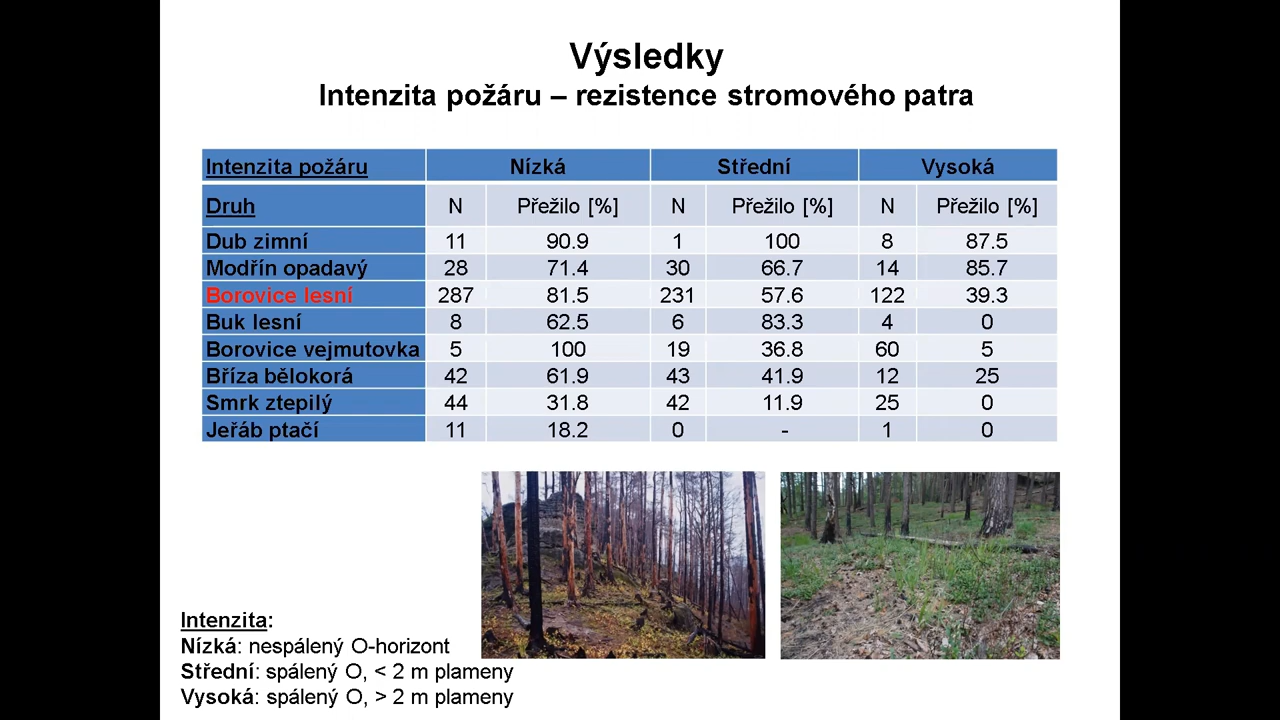 Výsledky
Intenzita požáru – rezistence stromového patra
Intenzita požáru Nízká Střední Vysoká
Druh N Přežilo [%] N Přežilo [%] N Přežilo [%]
Dub zimní 11 90.9 1 100 8 87.5
Modřín opadavý 28 71.4 30 66.7 14 85.7
Borovice lesní 287 81.5 231 57.6 122 39.3
Buk lesní 8 62.5 6 83.3 4 0
Borovice vejmutovka 5 100 19 36.8 60 5
Bříza bělokorá 42 61.9 43 41.9 12 25
Smrk ztepilý 44 31.8 42 11.9 25 0
Jeřáb ptačí 11 18.2 0 - 1 0
Intenzita:
Nízká: nespálený O-horizont
Střední: spálený O, < 2 m plameny
Vysoká: spálený O, > 2 m plameny